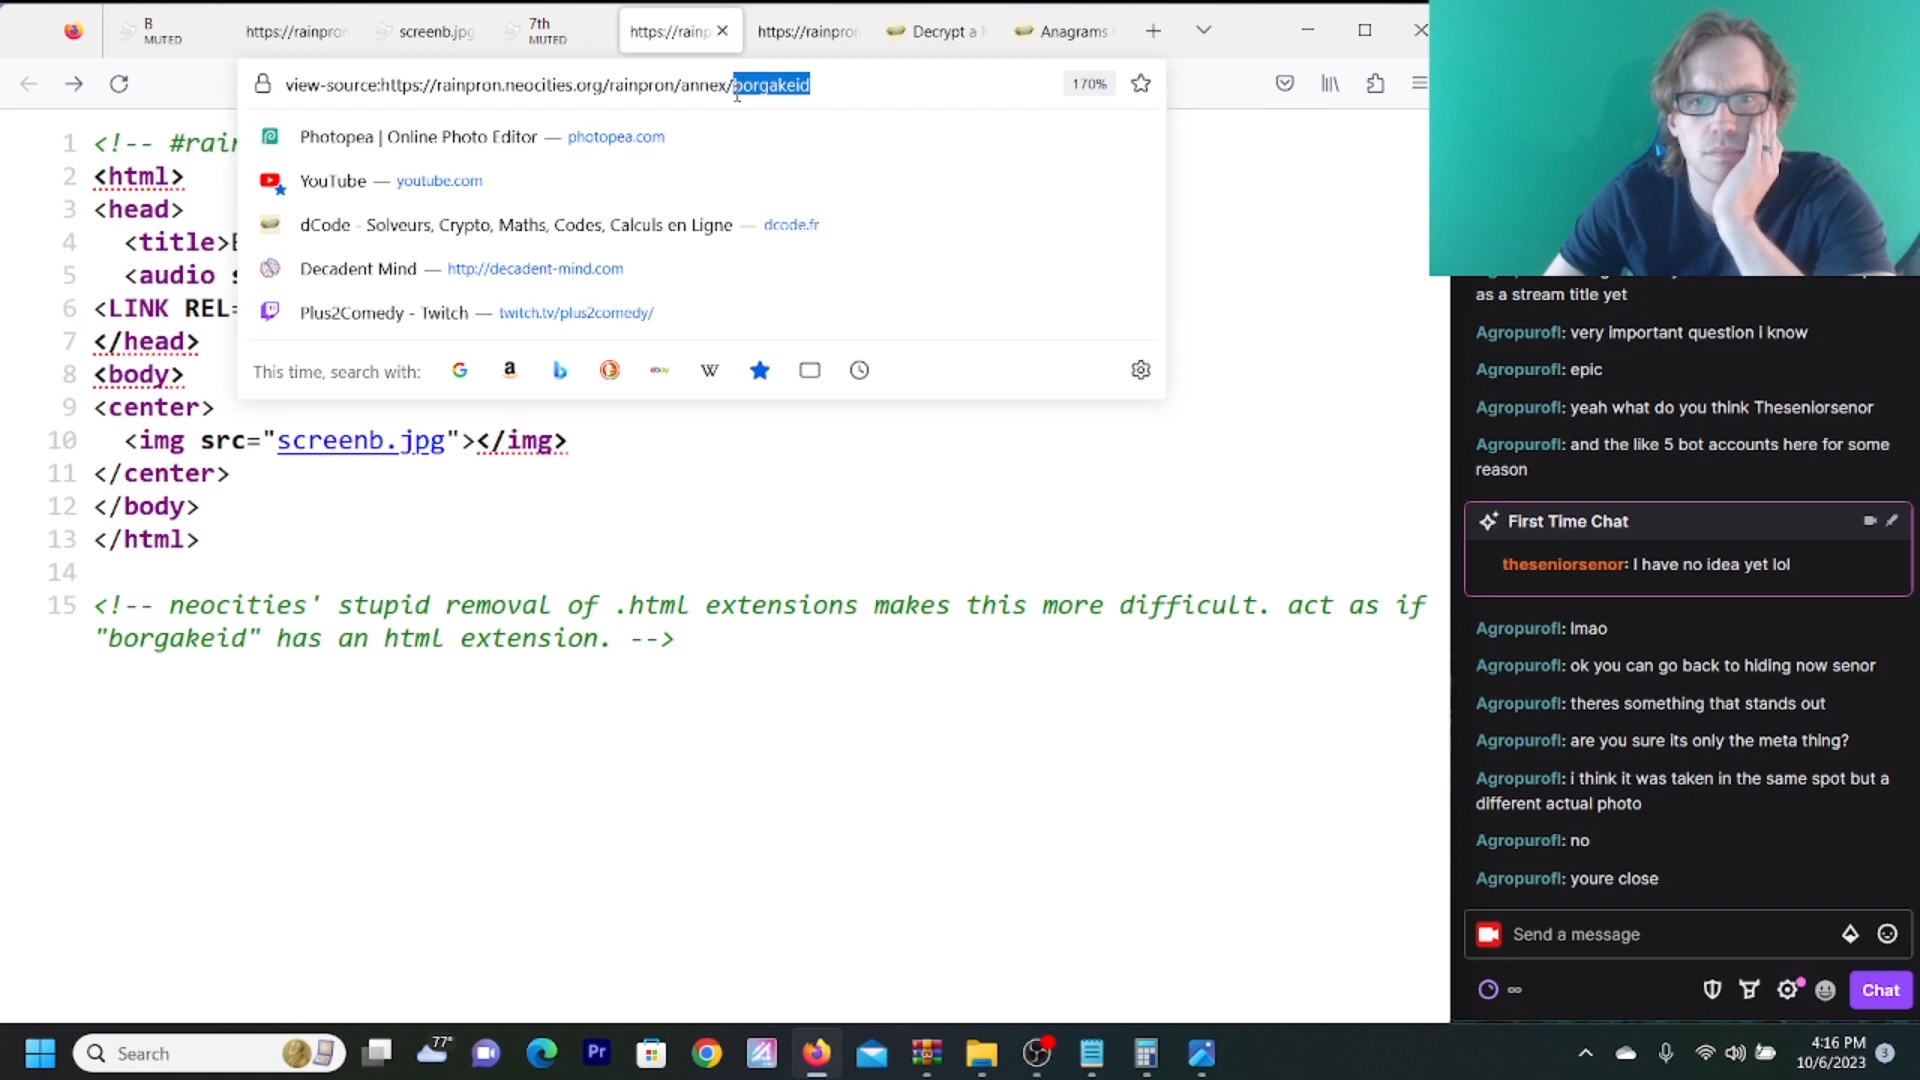 B
MUTED
https://rainpron
screenb.jpg
7th
MUTED
https://rainp
https://rainpron
Decrypt a
Anagrams
view-source:https://rainpron.neocities.org/rainpron/annex/borgakeid
170%
Photopea | Online Photo Editor — photopea.com
YouTube — youtube.com
dCode - Solveurs, Crypto, Maths, Codes, Calculs en Ligne — dcode.fr
Decadent Mind — http://decadent-mind.com
Plus2Comedy - Twitch — twitch.tv/plus2comedy/
This time, search with:
1 <!-- #rain
2 <html>
3 <head>
4 <title>
5 <audio s
6 <LINK REL=
7 </head>
8 <body>
9 <center>
10 <img src="screenb.jpg"></img>
11 </center>
12 </body>
13 </html>
14
15 <!-- neocities' stupid removal of .html extensions makes this more difficult. act as if
"borgakeid" has an html extension. -->
as a stream title yet
Agropurofl: very important question i know
Agropurofl: epic
Agropurofl: yeah what do you think Theseniorsenor
Agropurofl: and the like 5 bot accounts here for some
reason
First Time Chat
theseniorsenor: I have no idea yet lol
Agropurofl: lmao
Agropurofl: ok you can go back to hiding now senor
Agropurofl: theres something that stands out
Agropurofl: are you sure its only the meta thing?
Agropurofl: i think it was taken in the same spot but a
different actual photo
Agropurofl: no
Agropurofl: youre close
Send a message
Chat
Search
77°
Pr
4:16 PM
10/6/2023
3